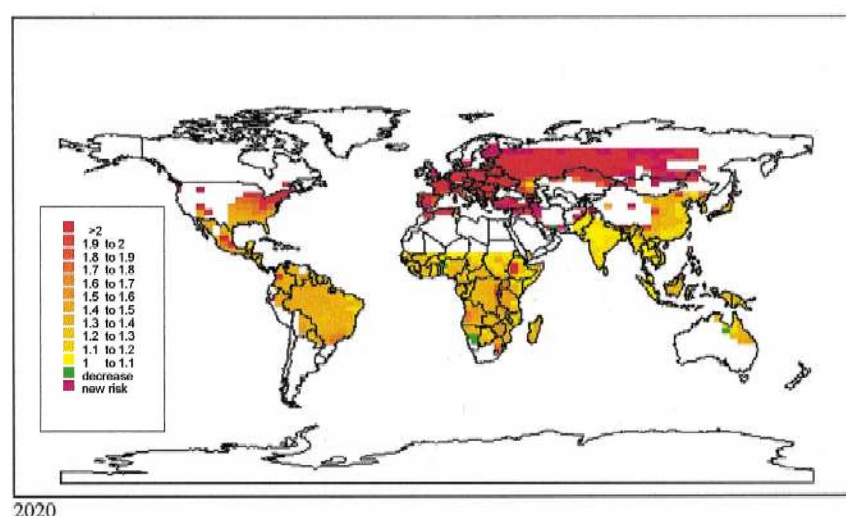 >2
1.9 to 2
1.8 to 1.9
1.7 to 1.8
1.6 to 1.7
1.5 to 1.6
1.4 to 1.5
1.3 to 1.4
1.2 to 1.3
1.1 to 1.2
1 to 1.1
decrease
new risk
2020